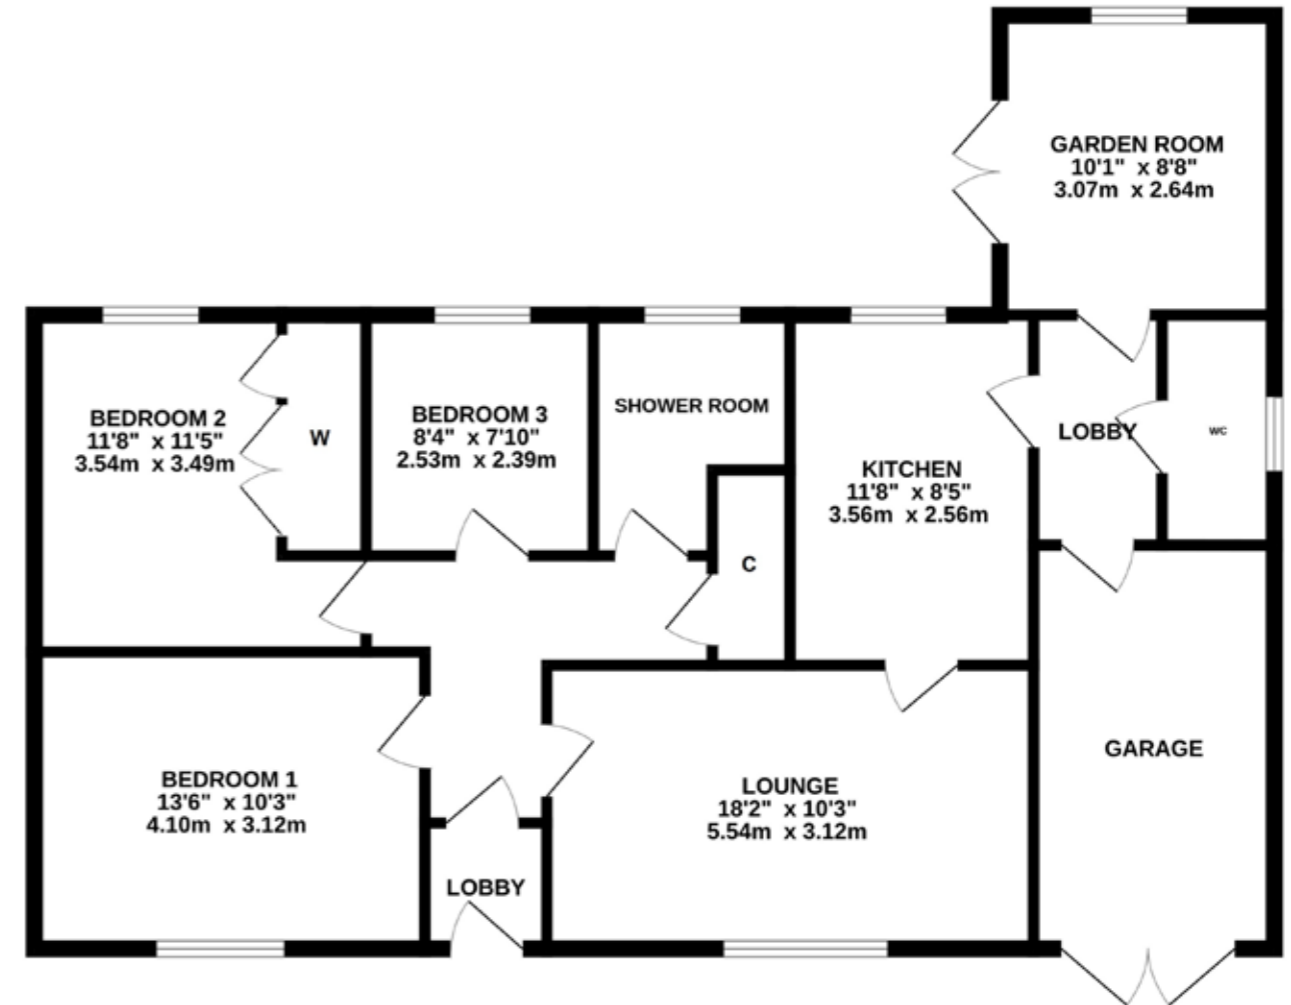 GARDEN ROOM
10'1" x 8'8"
3.07m x 2.64m
BEDROOM 2
11'8" x 11'5"
3.54m x 3.49m
W
BEDROOM 3
8'4" x 7'10"
2.53m x 2.39m
SHOWER ROOM
C
KITCHEN
11'8" x 8'5"
3.56m x 2.56m
LOBBY
WC
BEDROOM 1
13'6" x 10'3"
4.10m x 3.12m
LOBBY
LOUNGE
18'2" x 10'3"
5.54m x 3.12m
GARAGE